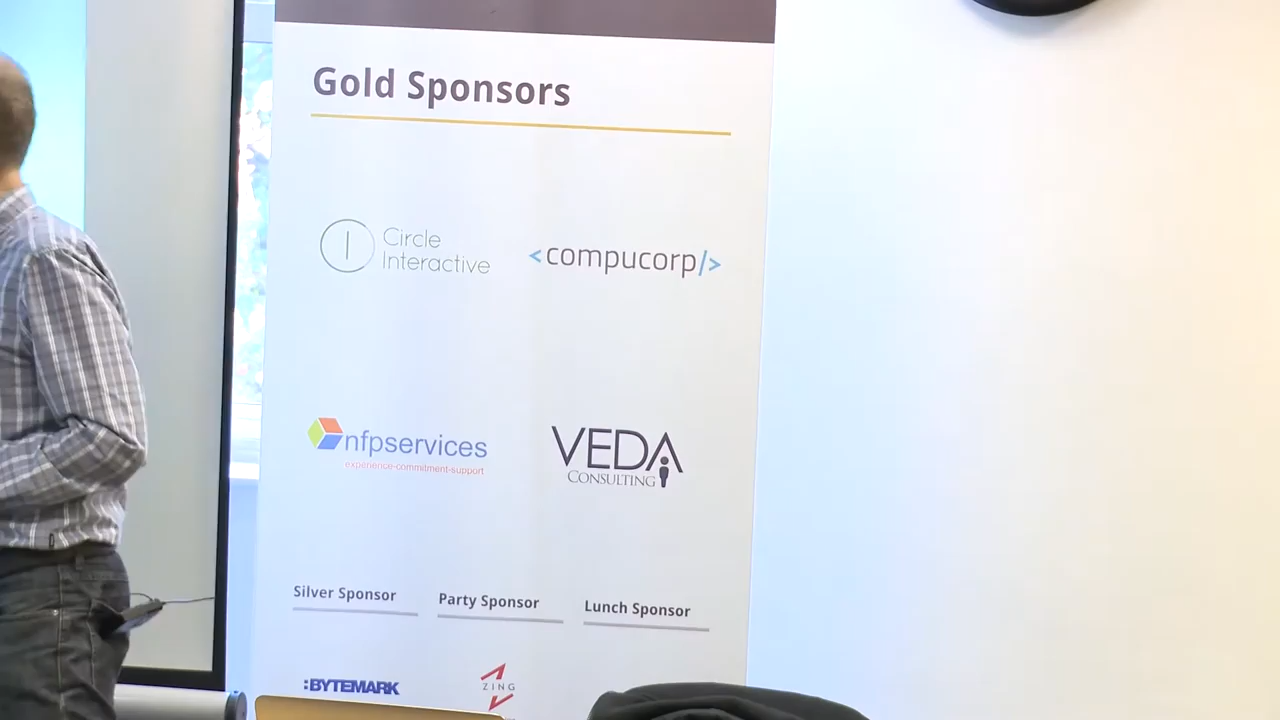 Gold Sponsors
Circle
Interactive
<compucorp/>
nfpservices
experience-commitment-support
VEDA
CONSULTING
Silver Sponsor
Party Sponsor
Lunch Sponsor
:BYTEMARK
ZING